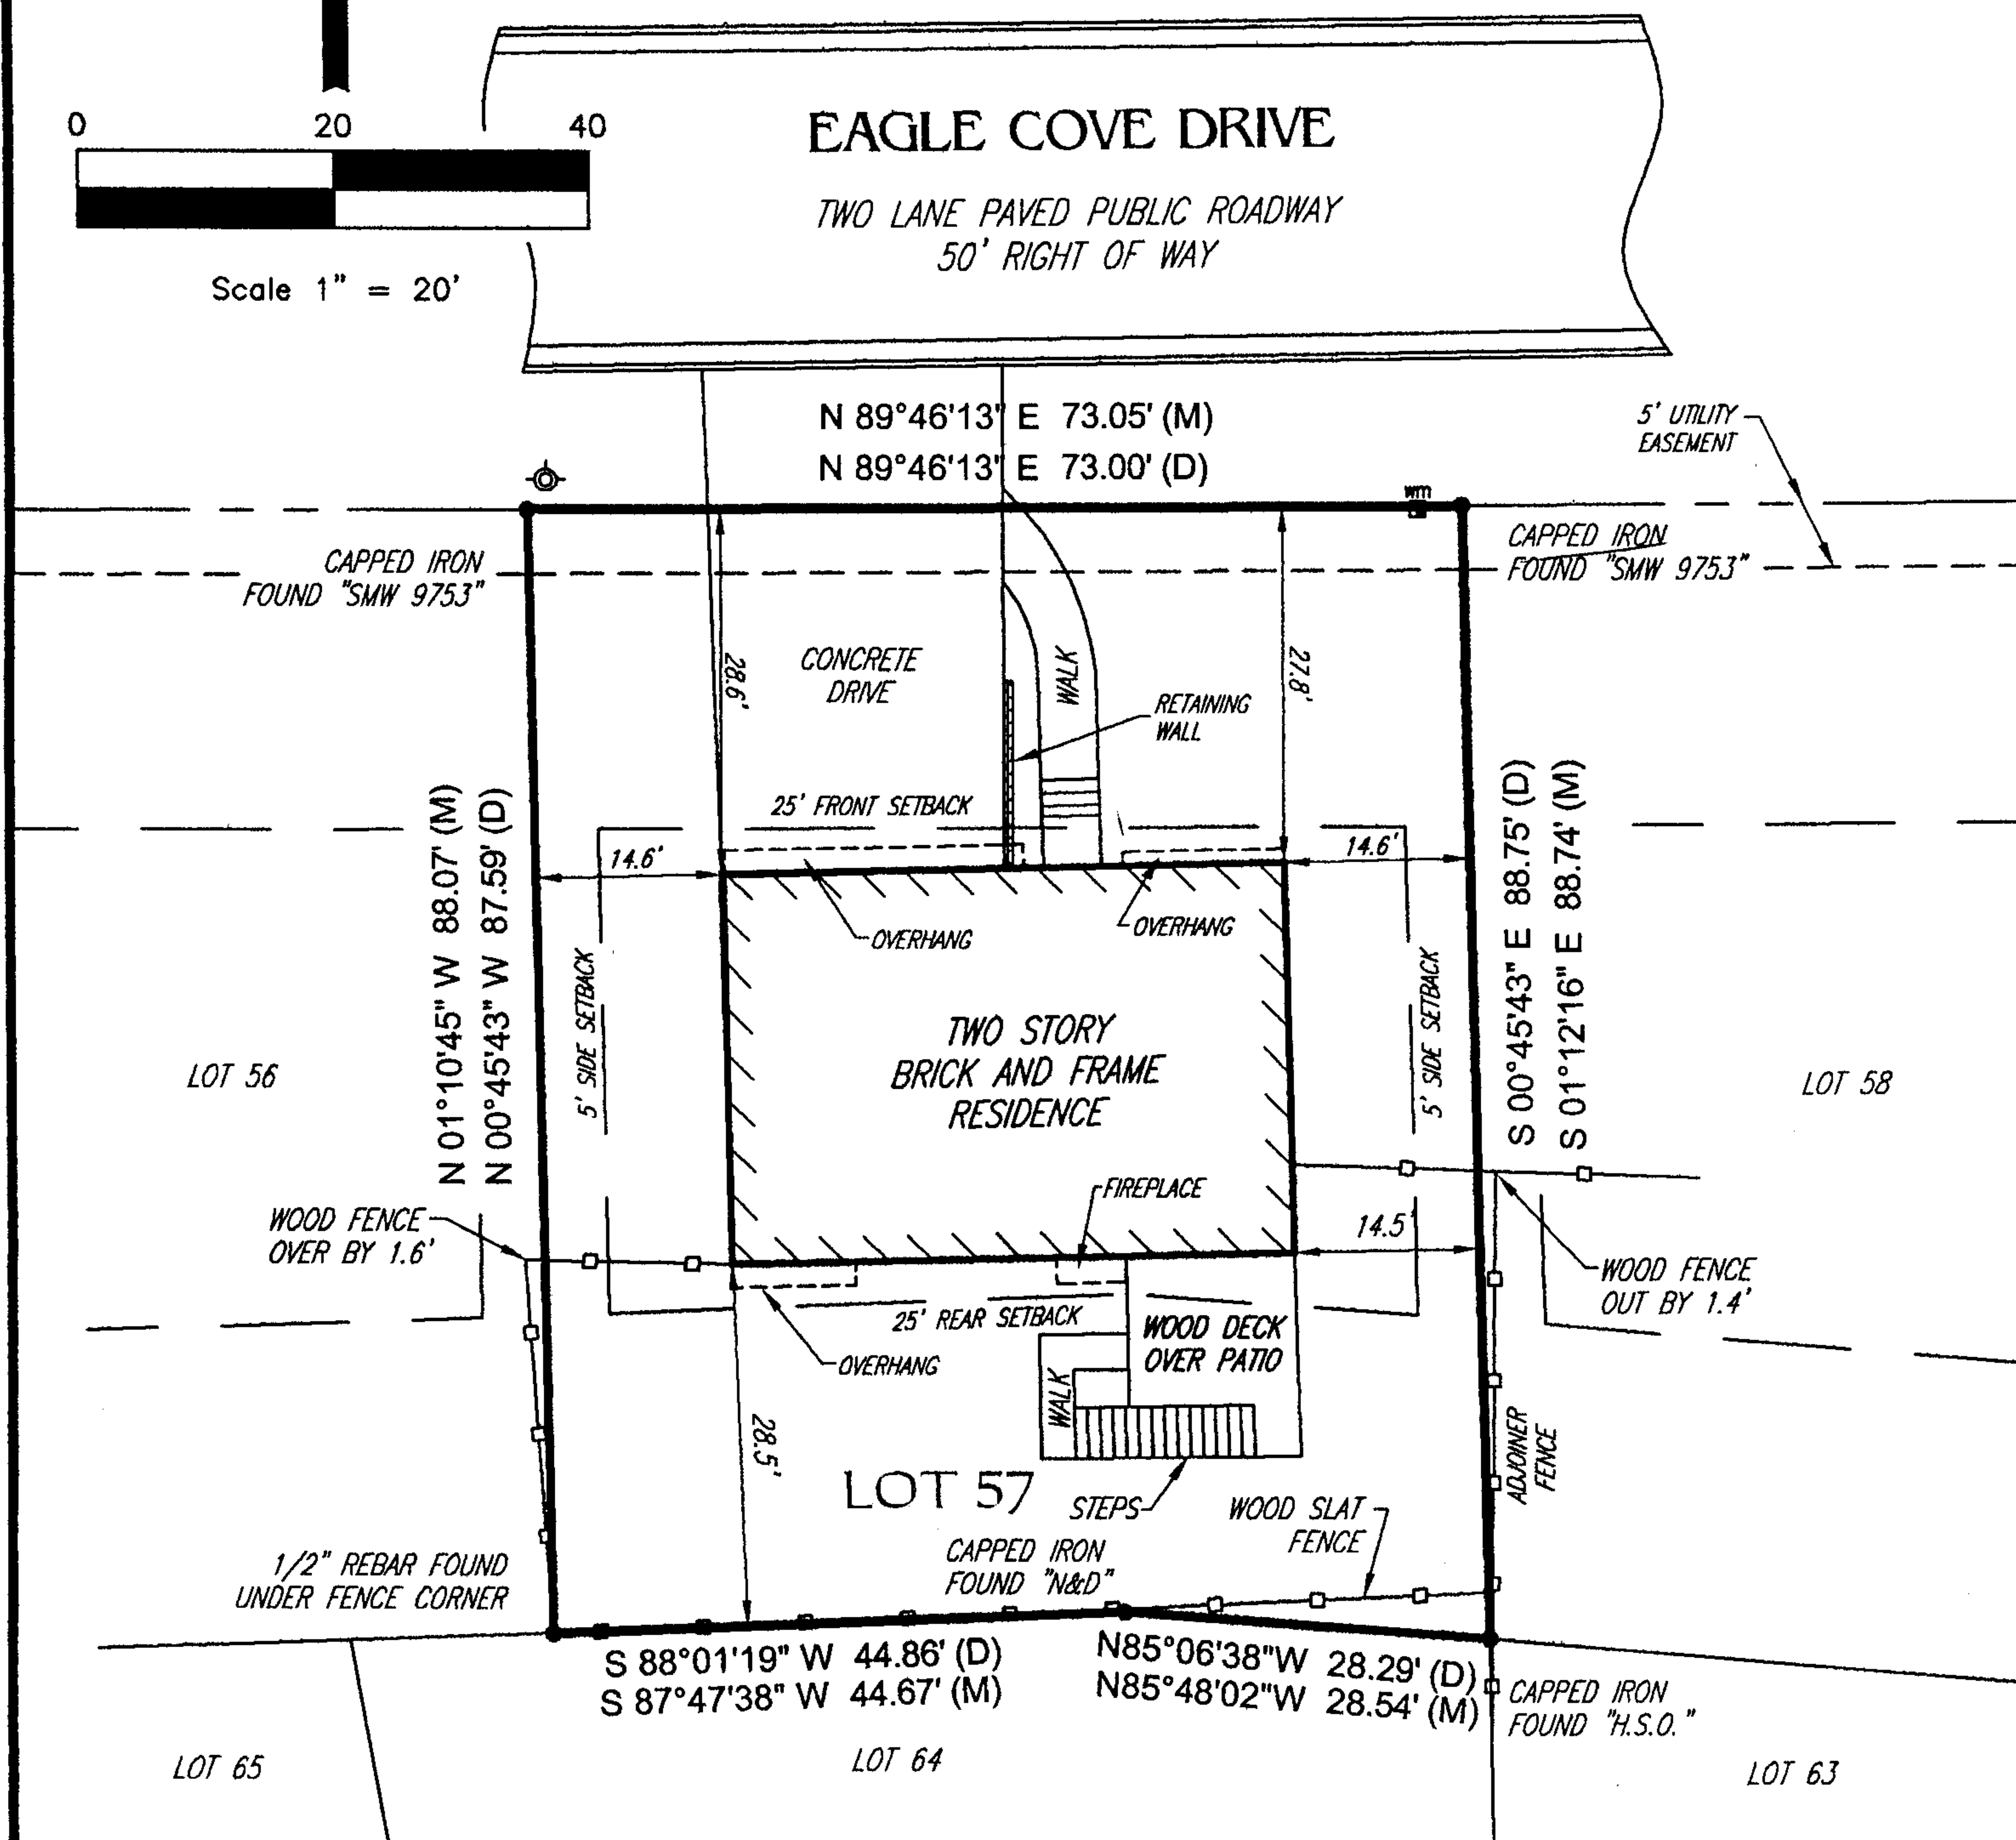 0 20 40
Scale 1" = 20'
EAGLE COVE DRIVE
TWO LANE PAVED PUBLIC ROADWAY
50' RIGHT OF WAY
N 89°46'13" E 73.05' (M)
N 89°46'13" E 73.00' (D)
5' UTILITY
EASEMENT
wm
CAPPED IRON
FOUND "SMW 9753"
CAPPED IRON
FOUND "SMW 9753"
28.6'
CONCRETE
DRIVE
WALK
27.8'
RETAINING
WALL
25' FRONT SETBACK
14.6'
14.6'
OVERHANG
OVERHANG
N 01°10'45" W 88.07' (M)
N 00°45'43" W 87.59' (D)
S 00°45'43" E 88.75' (D)
S 01°12'16" E 88.74' (M)
5' SIDE SETBACK
5' SIDE SETBACK
TWO STORY
BRICK AND FRAME
RESIDENCE
LOT 56
LOT 58
FIREPLACE
WOOD FENCE
OVER BY 1.6'
14.5'
WOOD FENCE
OUT BY 1.4'
25' REAR SETBACK
WOOD DECK
OVER PATIO
OVERHANG
WALK
28.5'
ADJOINER
FENCE
LOT 57
STEPS
WOOD SLAT
FENCE
CAPPED IRON
FOUND "N&D"
1/2" REBAR FOUND
UNDER FENCE CORNER
S 88°01'19" W 44.86' (D)
S 87°47'38" W 44.67' (M)
N85°06'38"W 28.29' (D)
N85°48'02"W 28.54' (M)
CAPPED IRON
FOUND "H.S.O."
LOT 65
LOT 64
LOT 63